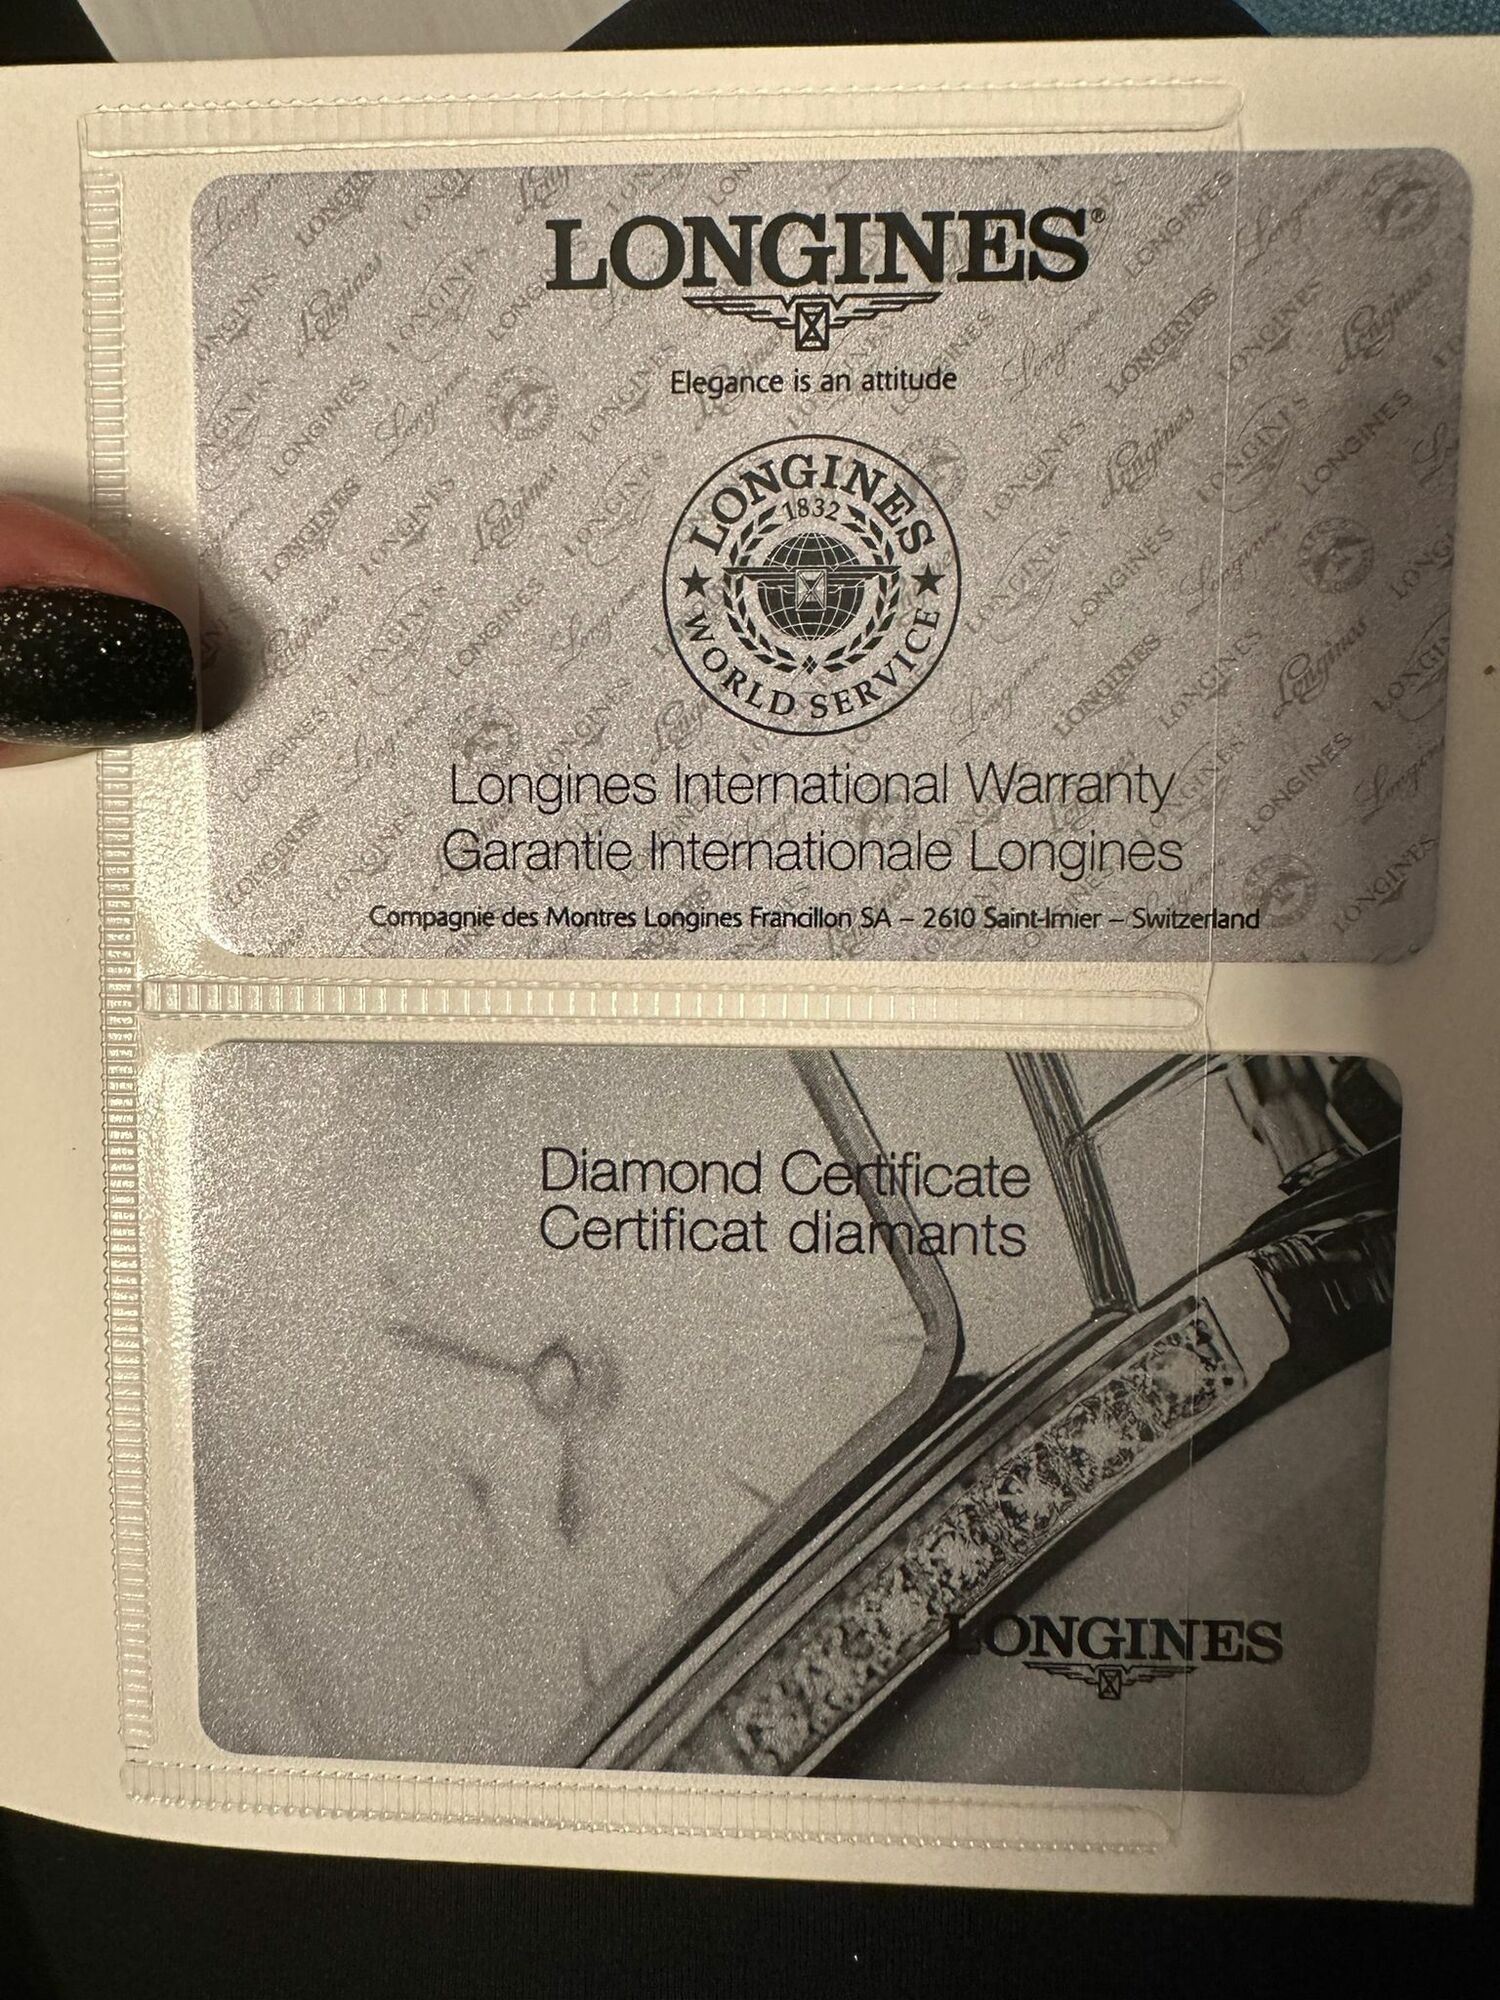 LONGINES®
Elegance is an attitude
LONGINES
1832
WORLD SERVICE
Longines International Warranty
Garantie Internationale Longines
Compagnie des Montres Longines Francillon SA – 2610 Saint-Imier – Switzerland
Diamond Certificate
Certificat diamants
LONGINES